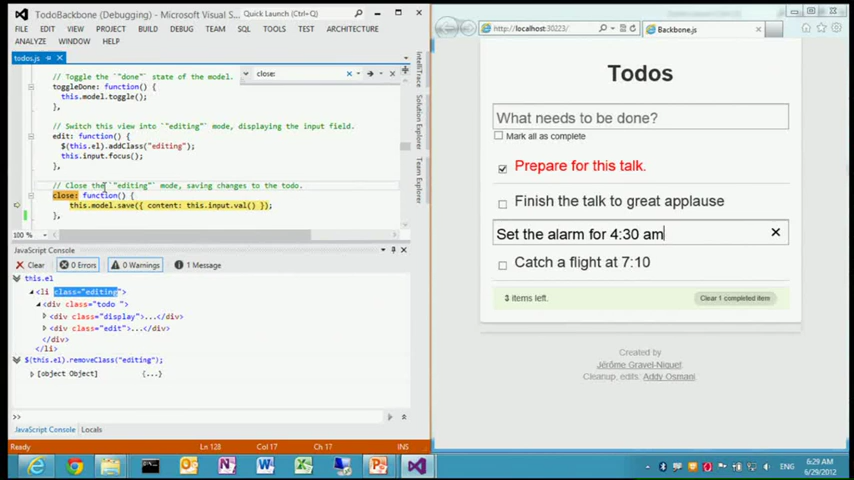 TodoBackbone (Debugging) - Microsoft Visual S
Quick Launch (Ctrl+Q)
FILE EDIT VIEW PROJECT DEBUG TEAM SQL TOOLS TEST ARCHITECTURE
ANALYZE WINDOW HELP
todos.js
close:
// Toggle the `"done"` state of the model.
toggleDone: function() {
this.model.toggle();
},
// Switch this view into `"editing"` mode, displaying the input field.
edit: function() {
$(this.el).addClass("editing");
this.input.focus();
},
// Close the `"editing"` mode, saving changes to the todo.
close: function() {
this.model.save({ content: this.input.val() });
},
100 %
IntelliTrace
Solution Explorer
Team Explorer
JavaScript Console
Clear 0 Errors 0 Warnings 1 Message
this.el
<li class="editing">
<div class="todo ">
<div class="display">...</div>
<div class="edit">...</div>
</div>
</li>
$(this.el).removeClass("editing");
[object Object] {...}
>>
JavaScript Console Locals
Ready Ln 128 Col 17 Ch 17 INS
http://localhost:30223/
Backbone.js
Todos
What needs to be done?
Mark all as complete
Prepare for this talk.
Finish the talk to great applause
Set the alarm for 4:30 am
Catch a flight at 7:10
3 items left.
Clear 1 completed item
Created by
Jérôme Gravel-Niquet.
Cleanup, edits: Addy Osmani.
ENG
6:29 AM
6/29/2012